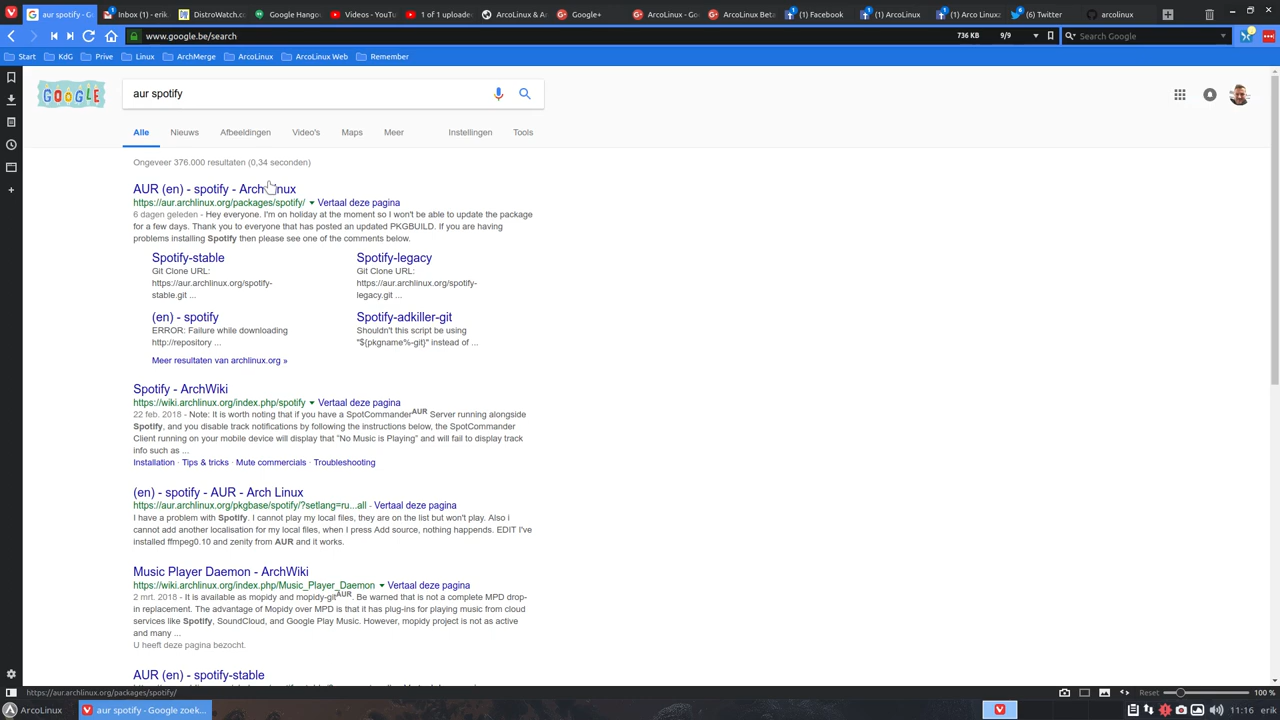 aur spotify - G
Inbox (1) - erik.
DistroWatch.c
Google Hangou
Videos - YouTu
1 of 1 uploaded
ArcoLinux & A
Google+
ArcoLinux - Go
ArcoLinux Beta
(1) Facebook
(1) ArcoLinux
(1) Arco Linux
(6) Twitter
arcolinux
www.google.be/search
736 KB
9/9
Search Google
Start
KdG
Prive
Linux
ArchMerge
ArcoLinux
ArcoLinux Web
Remember
GOOGLE
aur spotify
Alle
Nieuws
Afbeeldingen
Video's
Maps
Meer
Instellingen
Tools
Ongeveer 376.000 resultaten (0,34 seconden)
AUR (en) - spotify - Arch Linux
https://aur.archlinux.org/packages/spotify/ ▼ Vertaal deze pagina
6 dagen geleden - Hey everyone. I'm on holiday at the moment so I won't be able to update the package
for a few days. Thank you to everyone that has posted an updated PKGBUILD. If you are having
problems installing Spotify then please see one of the comments below.
Spotify-stable
Git Clone URL:
https://aur.archlinux.org/spotify-
stable.git ...
Spotify-legacy
Git Clone URL:
https://aur.archlinux.org/spotify-
legacy.git ...
(en) - spotify
ERROR: Failure while downloading
http://repository ...
Spotify-adkiller-git
Shouldn't this script be using
"${pkgname%-git}" instead of ...
Meer resultaten van archlinux.org »
Spotify - ArchWiki
https://wiki.archlinux.org/index.php/spotify ▼ Vertaal deze pagina
22 feb. 2018 - Note: It is worth noting that if you have a SpotCommanderAUR Server running alongside
Spotify, and you disable track notifications by following the instructions below, the SpotCommander
Client running on your mobile device will display that "No Music is Playing" and will fail to display track
info such as ...
Installation · Tips & tricks · Mute commercials · Troubleshooting
(en) - spotify - AUR - Arch Linux
https://aur.archlinux.org/pkgbase/spotify/?setlang=ru...all - Vertaal deze pagina
I have a problem with Spotify. I cannot play my local files, they are on the list but won't play. Also i
cannot add another localisation for my local files, when I press Add source, nothing happends. EDIT I've
installed ffmpeg0.10 and zenity from AUR and it works.
Music Player Daemon - ArchWiki
https://wiki.archlinux.org/index.php/Music_Player_Daemon ▼ Vertaal deze pagina
2 mrt. 2018 - It is available as mopidy and mopidy-gitAUR. Be warned that is not a complete MPD drop-
in replacement. The advantage of Mopidy over MPD is that it has plug-ins for playing music from cloud
services like Spotify, SoundCloud, and Google Play Music. However, mopidy project is not as active
and many ...
U heeft deze pagina bezocht.
AUR (en) - spotify-stable
https://aur.archlinux.org/packages/spotify/
Reset
100 %
ArcoLinux
aur spotify - Google zoek...
11:16
erik